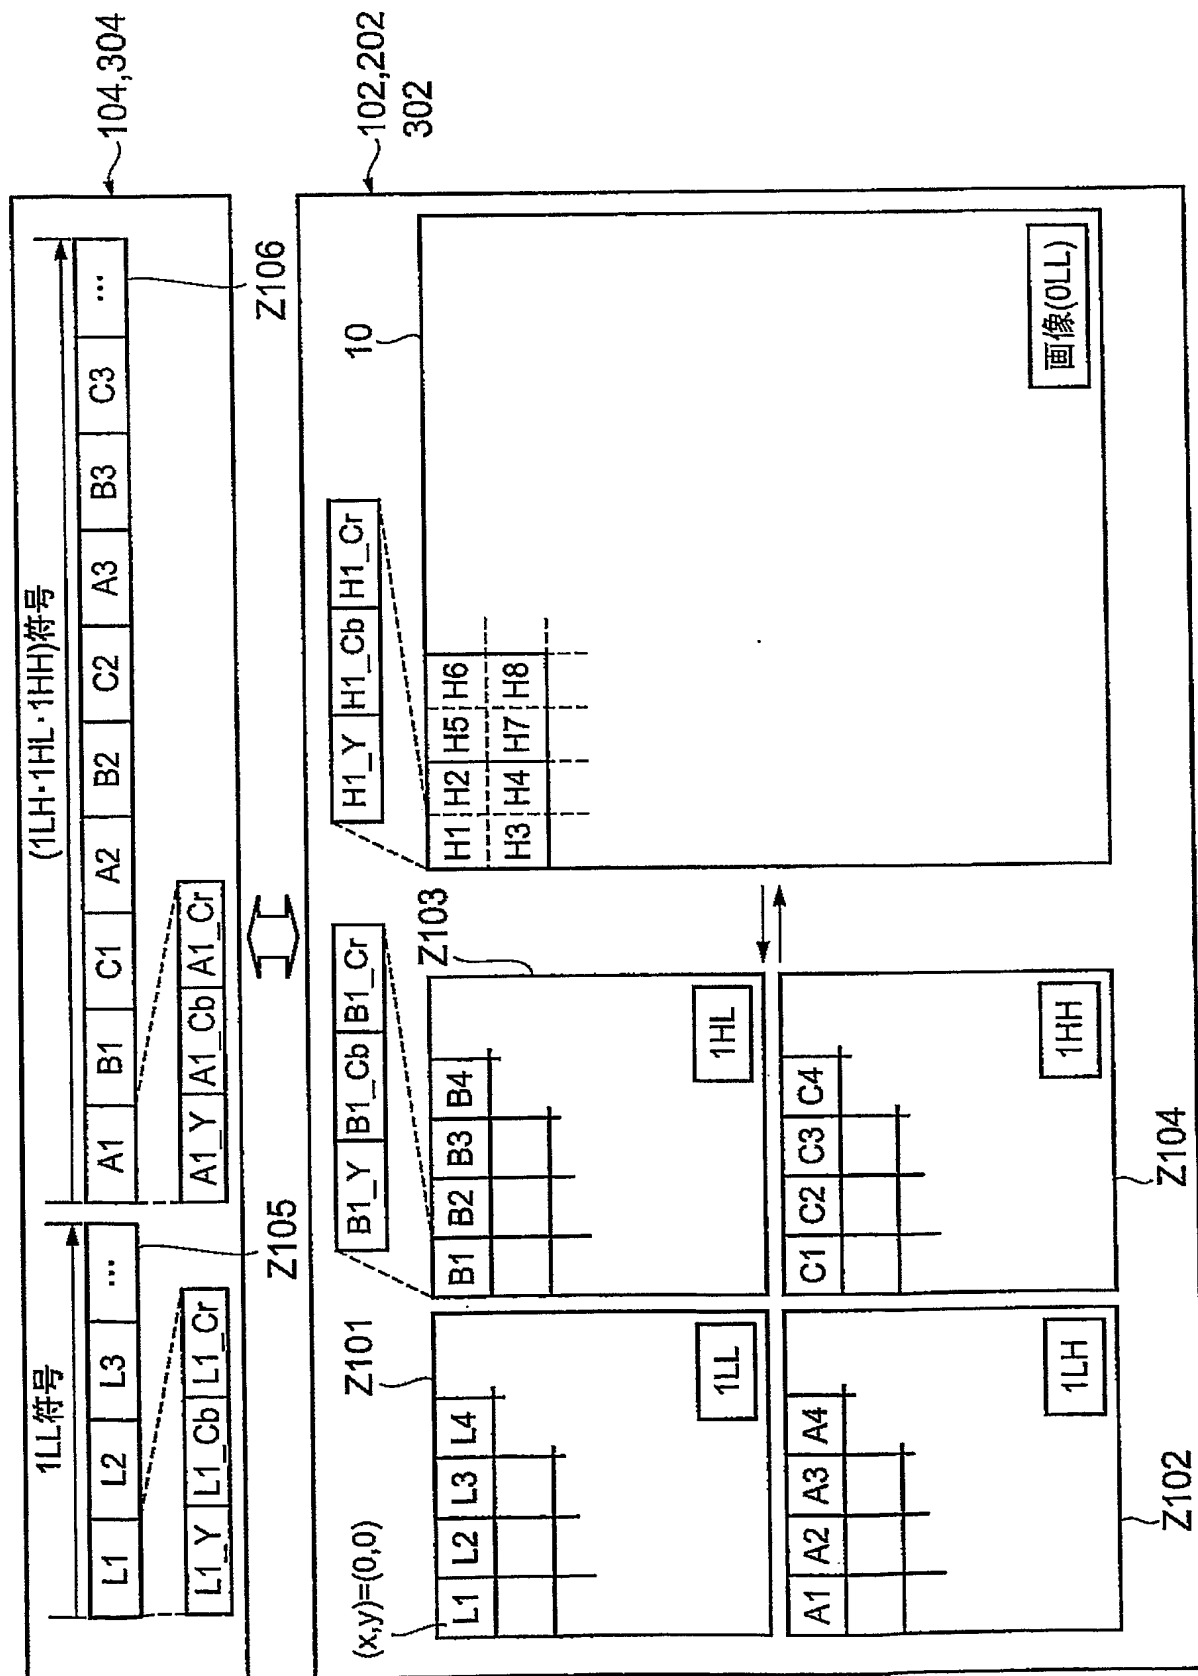 104,304
1LL符号
(1LH・1HL・1HH)符号
L1 L2 L3 ...
A1 B1 C1 A2 B2 C2 A3 B3 C3 ...
L1_Y L1_Cb L1_Cr
A1_Y A1_Cb A1_Cr
Z105
Z106
102,202
302
B1_Y B1_Cb B1_Cr
H1_Y H1_Cb H1_Cr
(x,y)=(0,0)
Z101
Z103
10
L1 L2 L3 L4
1LL
B1 B2 B3 B4
1HL
H1 H2 H5 H6
H3 H4 H7 H8
画像(0LL)
A1 A2 A3 A4
1LH
C1 C2 C3 C4
1HH
Z102
Z104